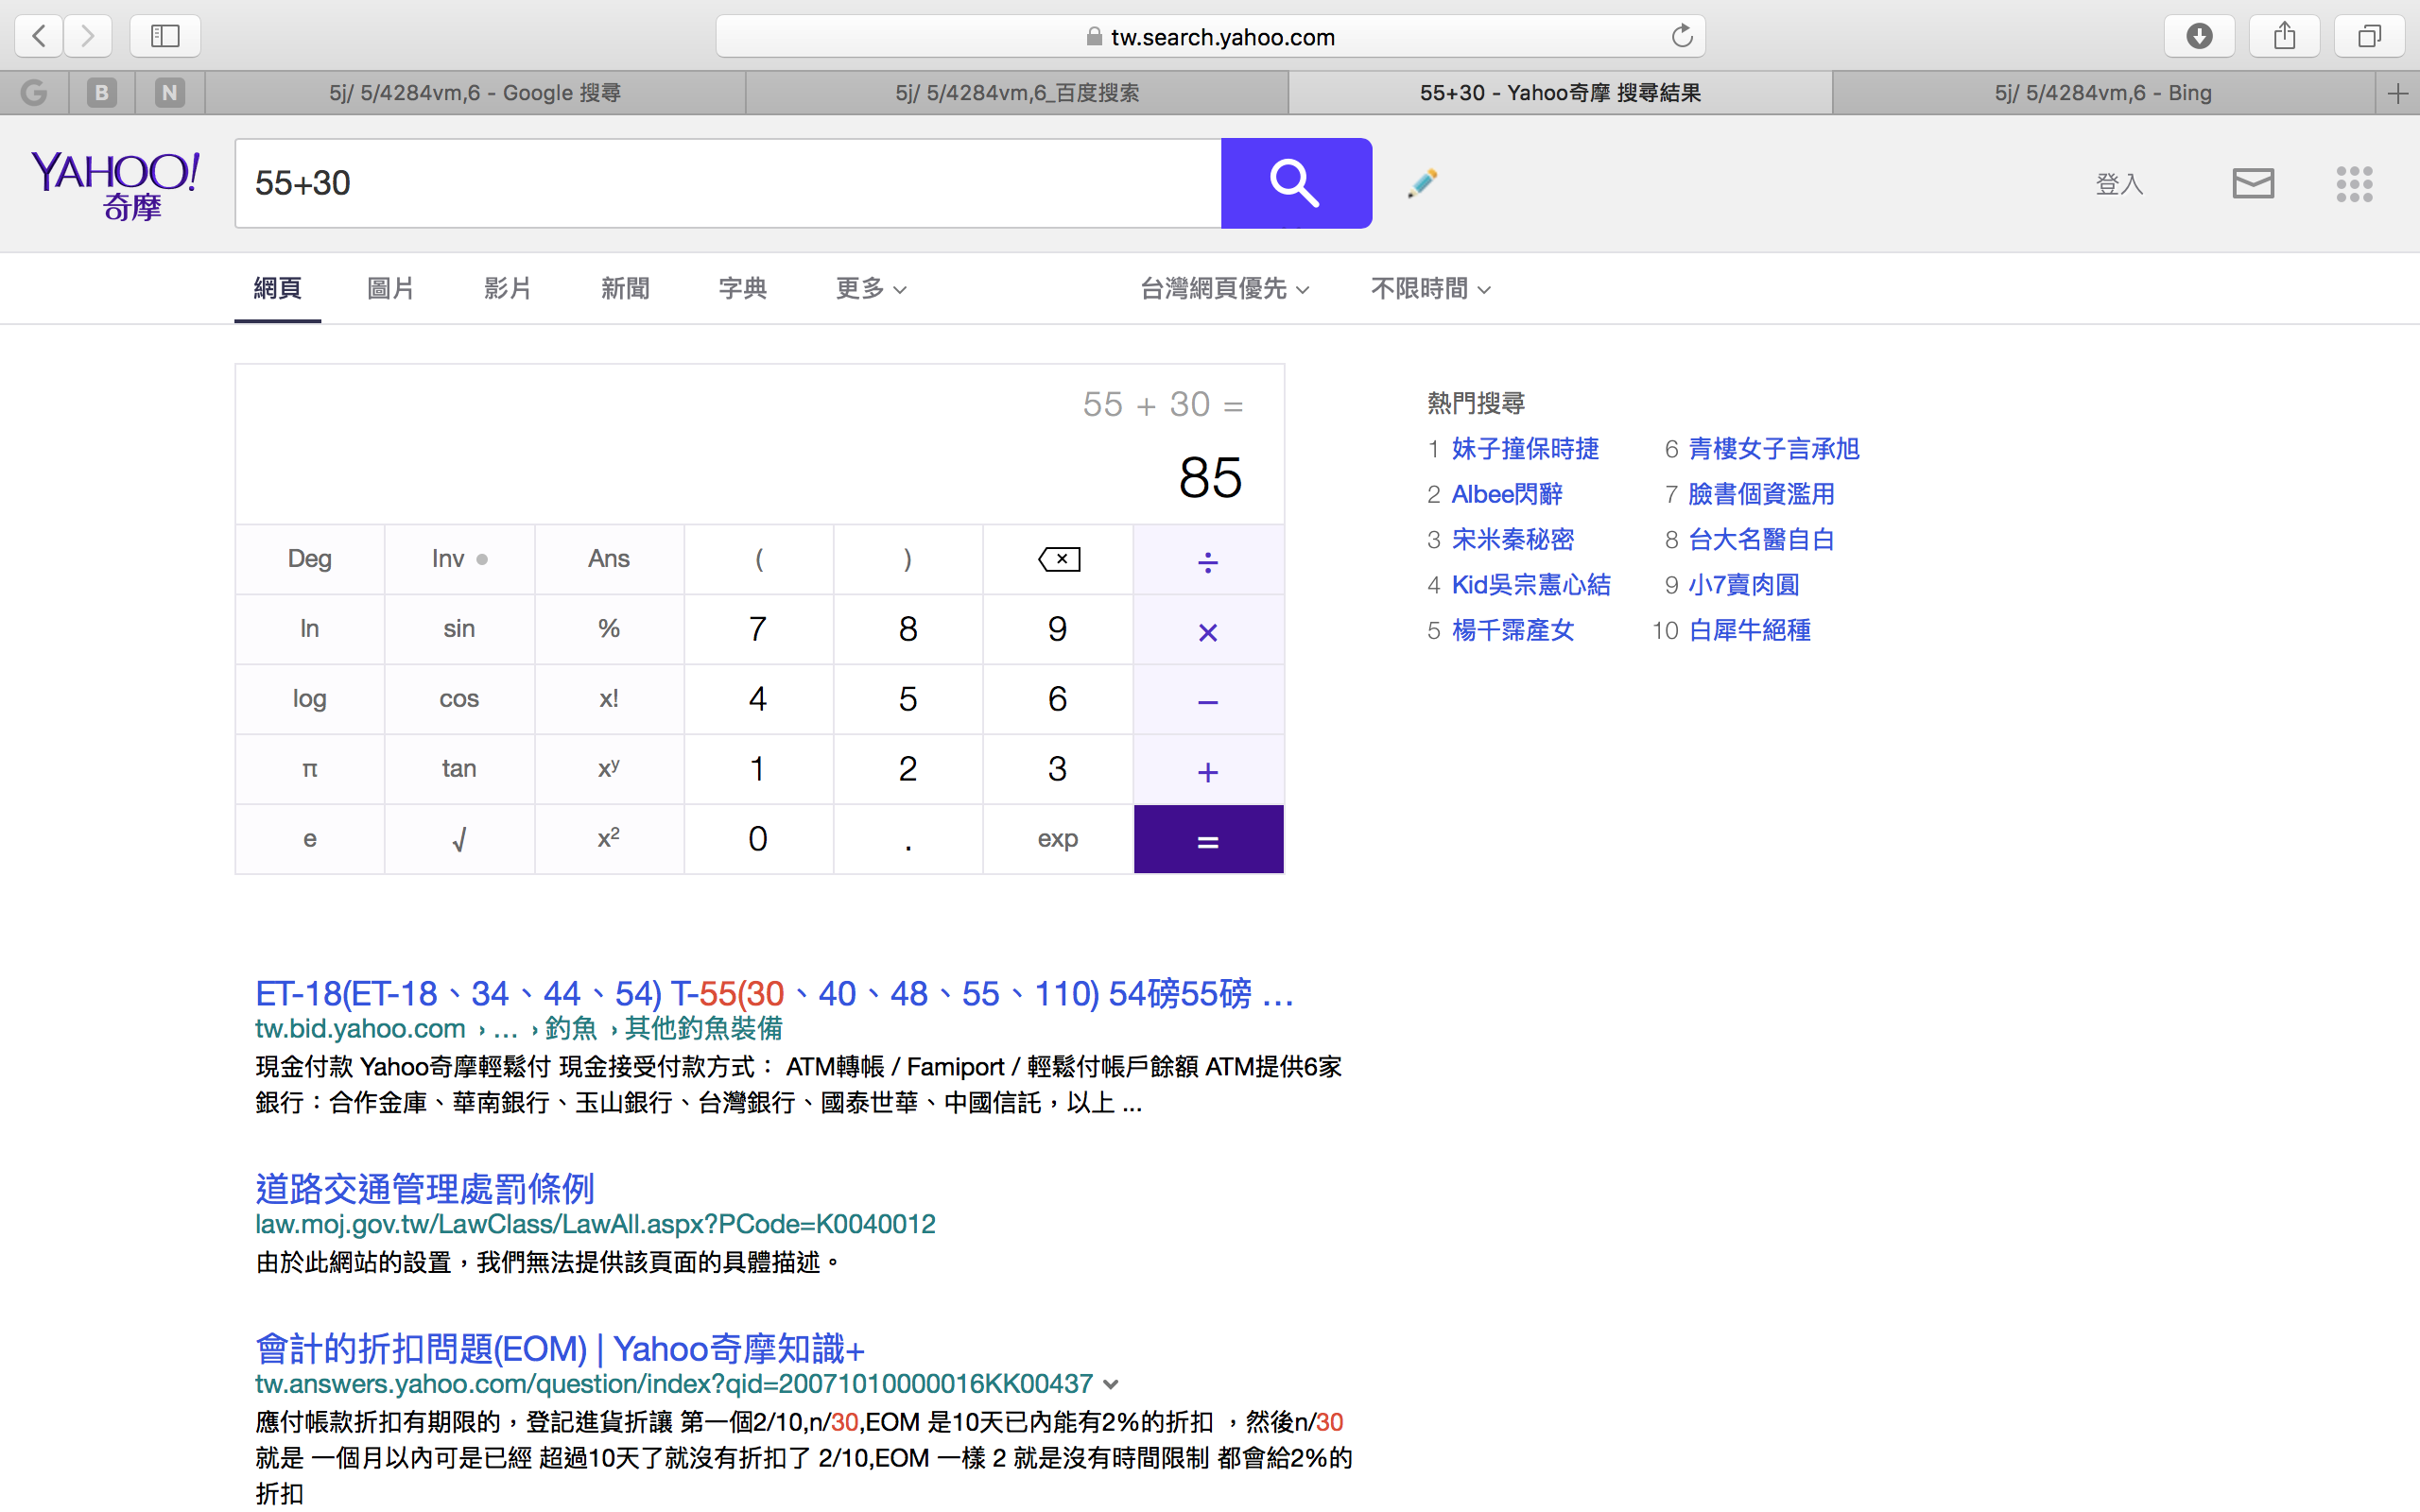 tw.search.yahoo.com
G
B
N
5j/ 5/4284vm,6 - Google 搜尋
5j/ 5/4284vm,6_百度搜索
55+30 - Yahoo奇摩 搜尋結果
5j/ 5/4284vm,6 - Bing
YAHOO!
奇摩
55+30
登入
網頁
圖片
影片
新聞
字典
更多
台灣網頁優先
不限時間
55 + 30 =
85
Deg Inv Ans ( ) ÷
ln sin % 7 8 9 ×
log cos x! 4 5 6 −
π tan xʸ 1 2 3 +
e √ x² 0 . exp =
熱門搜尋
1 妹子撞保時捷
2 Albee閃辭
3 宋米秦秘密
4 Kid吳宗憲心結
5 楊千霈產女
6 青樓女子言承旭
7 臉書個資濫用
8 台大名醫自白
9 小7賣肉圓
10 白犀牛絕種
ET-18(ET-18、34、44、54) T-55(30、40、48、55、110) 54磅55磅 ...
tw.bid.yahoo.com › ... › 釣魚 › 其他釣魚裝備
現金付款 Yahoo奇摩輕鬆付 現金接受付款方式： ATM轉帳 / Famiport / 輕鬆付帳戶餘額 ATM提供6家
銀行：合作金庫、華南銀行、玉山銀行、台灣銀行、國泰世華、中國信託，以上 ...
道路交通管理處罰條例
law.moj.gov.tw/LawClass/LawAll.aspx?PCode=K0040012
由於此網站的設置，我們無法提供該頁面的具體描述。
會計的折扣問題(EOM) | Yahoo奇摩知識+
tw.answers.yahoo.com/question/index?qid=20071010000016KK00437
應付帳款折扣有期限的，登記進貨折讓 第一個2/10,n/30,EOM 是10天已內能有2%的折扣 ，然後n/30
就是 一個月以內可是已經 超過10天了就沒有折扣了 2/10,EOM 一樣 2 就是沒有時間限制 都會給2%的
折扣